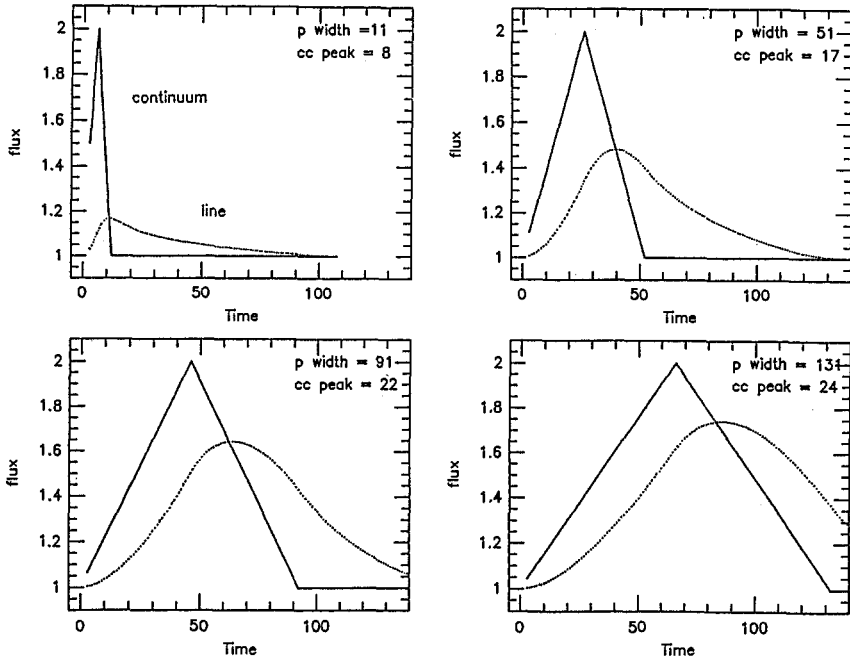 p width =11
cc peak = 8
continuum
line
flux
2
1.8
1.6
1.4
1.2
1
0
50
100
Time
p width = 51
cc peak = 17
flux
2
1.8
1.6
1.4
1.2
1
0
50
100
Time
p width = 91
cc peak = 22
flux
2
1.8
1.6
1.4
1.2
1
0
50
100
Time
p width = 131
cc peak = 24
flux
2
1.8
1.6
1.4
1.2
1
0
50
100
Time